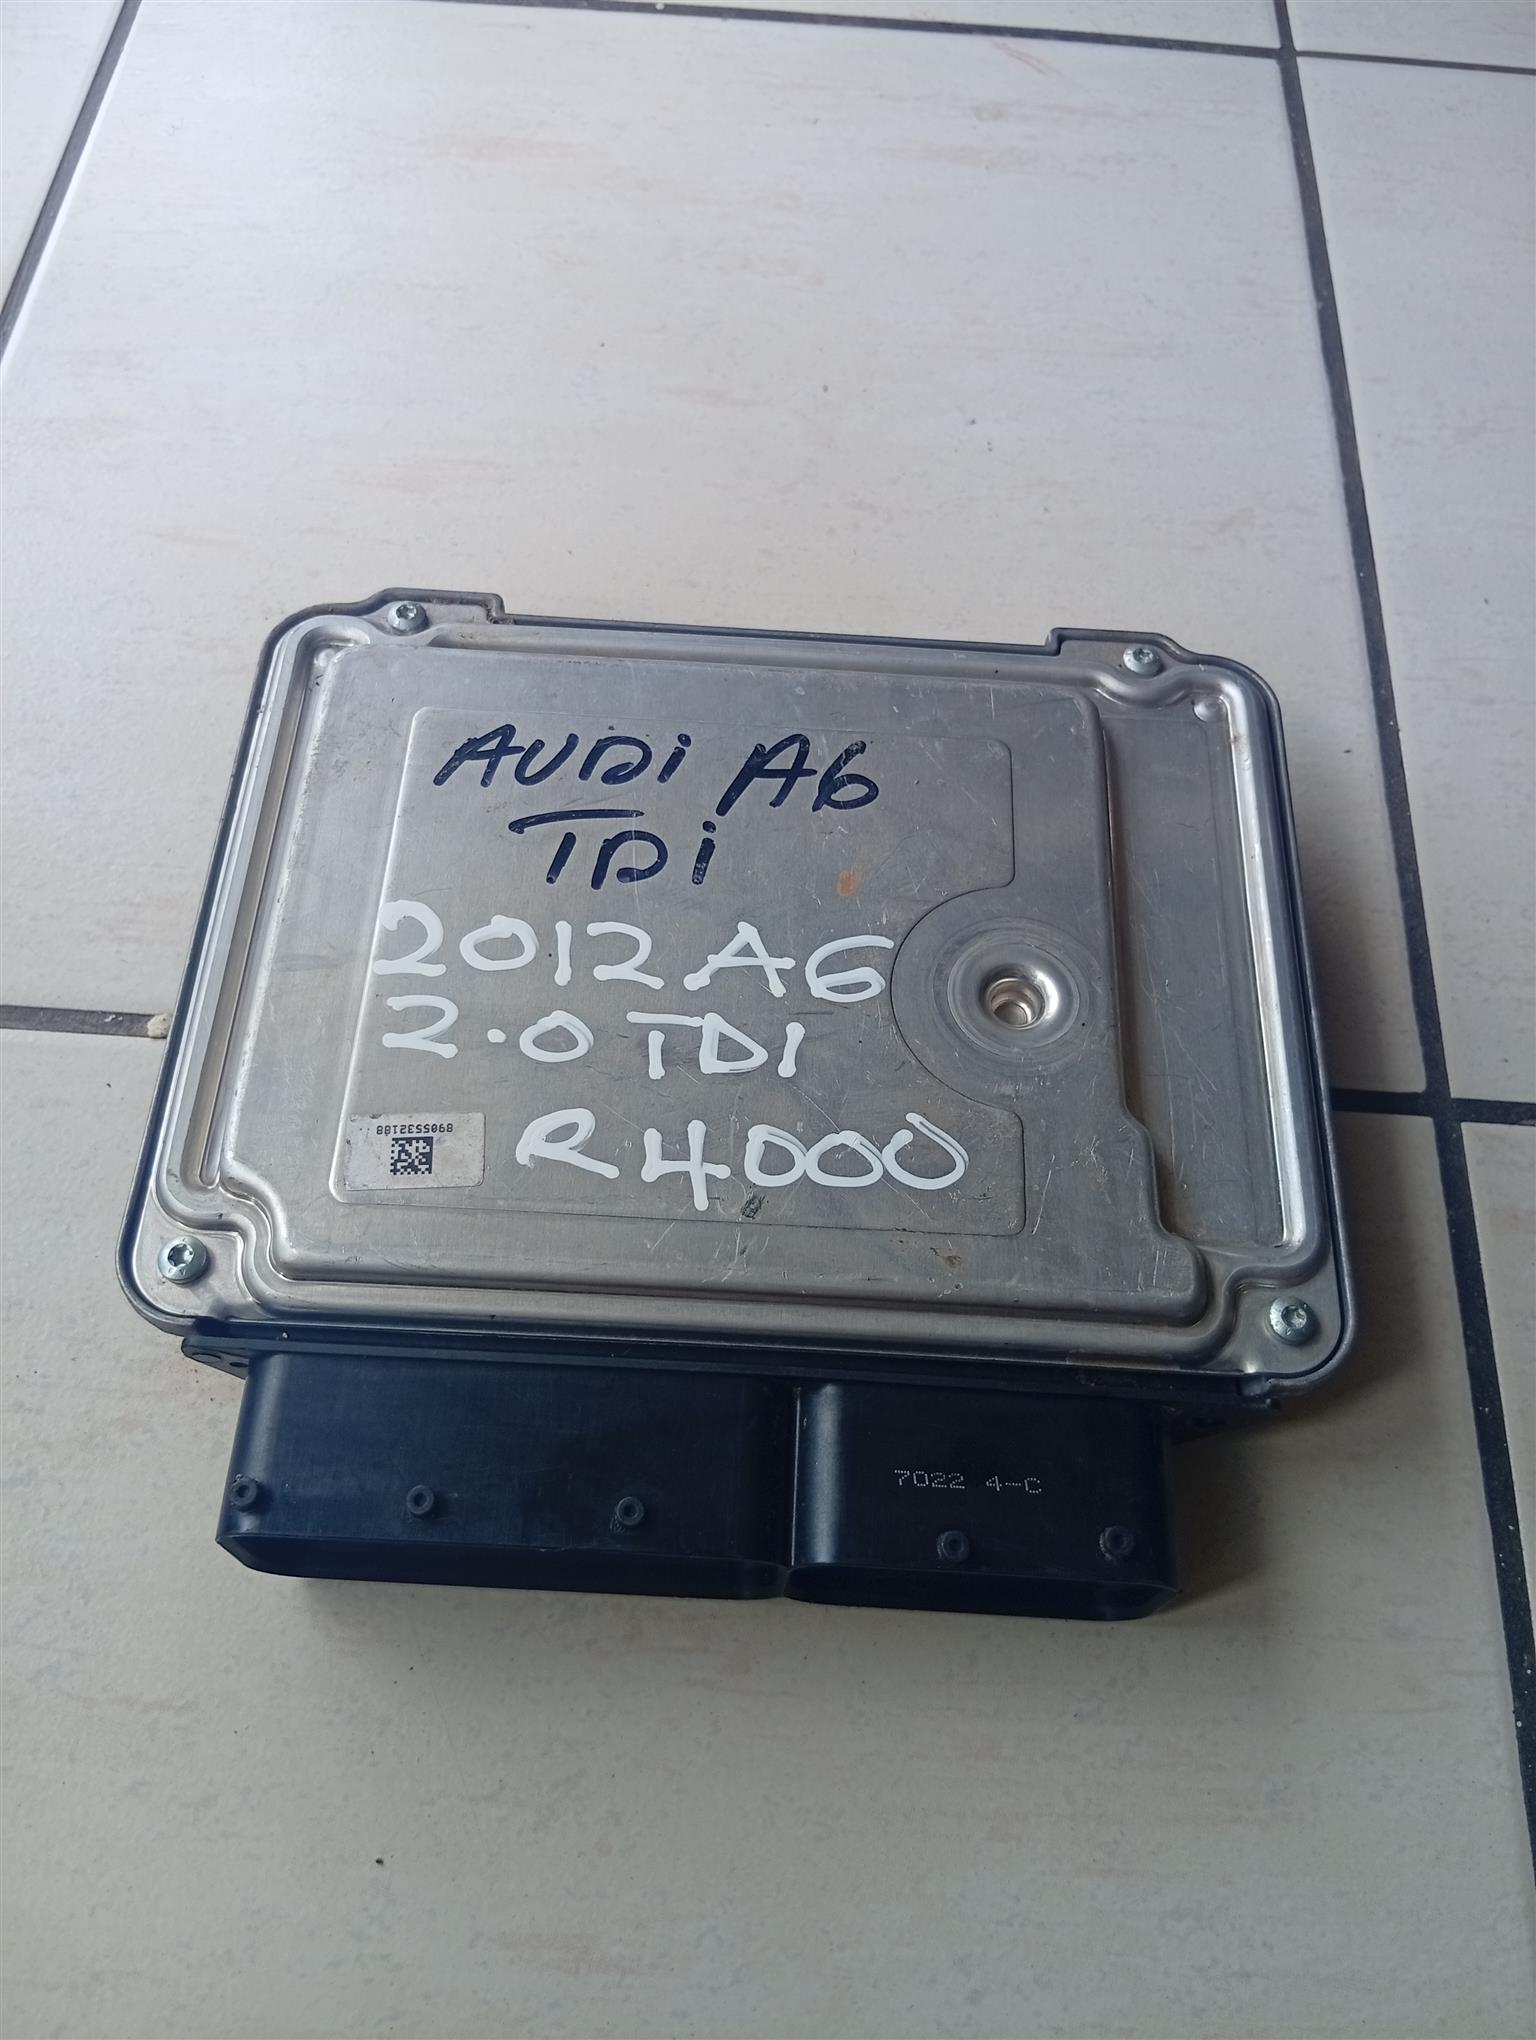 AUDi A6
TDi
2012 A6
2.0 TDI
R4000
8905532188
7022 4-C